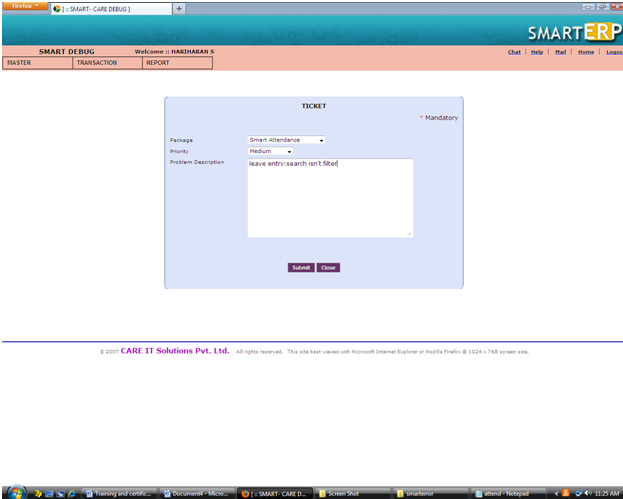 Firefox
[ :: SMART- CARE DEBUG ]
+
SMARTERP
SMART DEBUG Welcome :: HARIHARAN S Chat | Help | Mail | Home | Logout
MASTER TRANSACTION REPORT
TICKET
* Mandatory
Package Smart Attendance
Priority Medium
Problem Description leave entry:search isn't filter
Submit Close
© 2007 CARE IT Solutions Pvt. Ltd. All rights reserved. This site best viewed with Microsoft Internet Explorer or Mozilla Firefox @ 1024 x 768 screen size.
Training and certific... Document4 - Micro... [ :: SMART- CARE D... Screen Shot smarterror attend - Notepad 11:25 AM